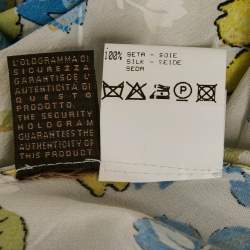 L'OLOGRAMMA DI
SICUREZZA
GARANTISCE L'
AUTENTICITÀ DI
QUESTO
PRODOTTO.
THE SECURITY
HOLOGRAM
GUARANTEES THE
AUTHENTICITY OF
THIS PRODUCT.
100% SETA - SOIE
SILK - SEIDE
SEDA
P